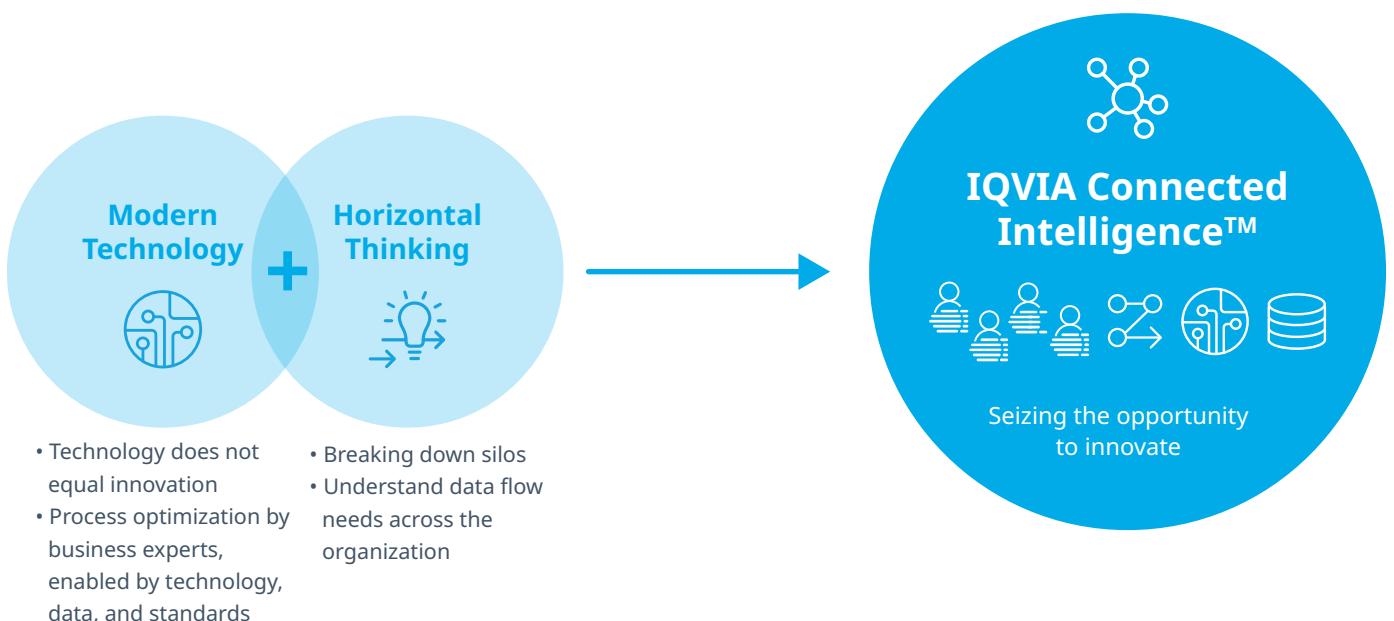 Modern
Technology
+
Horizontal
Thinking
• Technology does not
equal innovation
• Process optimization by
business experts,
enabled by technology,
data, and standards
• Breaking down silos
• Understand data flow
needs across the
organization
IQVIA Connected
Intelligence™
Seizing the opportunity
to innovate